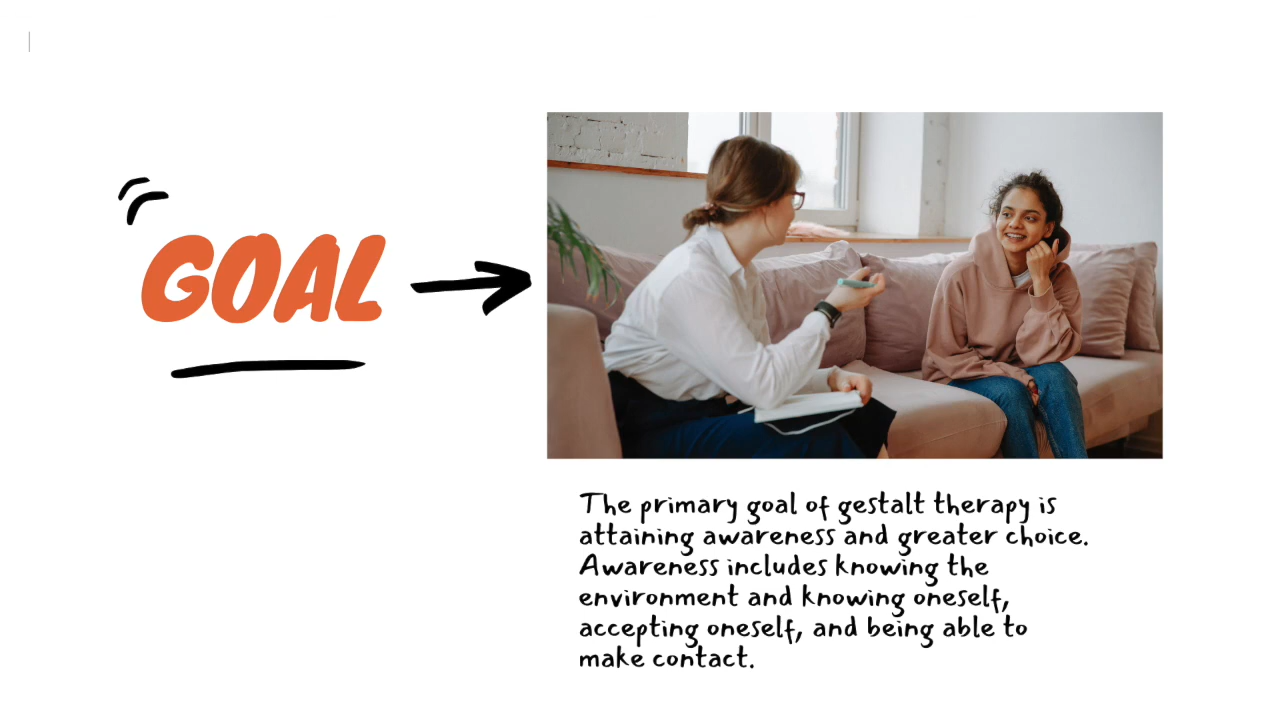 GOAL
The primary goal of gestalt therapy is
attaining awareness and greater choice.
Awareness includes knowing the
environment and knowing oneself,
accepting oneself, and being able to
make contact.